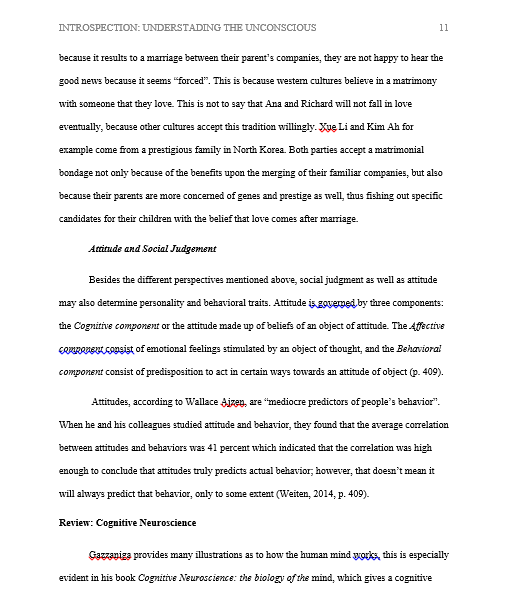 INTROSPECTION: UNDERSTADING THE UNCONSCIOUS 11
because it results to a marriage between their parent's companies, they are not happy to hear the
good news because it seems “forced”. This is because western cultures believe in a matrimony
with someone that they love. This is not to say that Ana and Richard will not fall in love
eventually, because other cultures accept this tradition willingly. Xue Li and Kim Ah for
example come from a prestigious family in North Korea. Both parties accept a matrimonial
bondage not only because of the benefits upon the merging of their familiar companies, but also
because their parents are more concerned of genes and prestige as well, thus fishing out specific
candidates for their children with the belief that love comes after marriage.
Attitude and Social Judgement
Besides the different perspectives mentioned above, social judgment as well as attitude
may also determine personality and behavioral traits. Attitude is governed by three components:
the Cognitive component or the attitude made up of beliefs of an object of attitude. The Affective
component consist of emotional feelings stimulated by an object of thought, and the Behavioral
component consist of predisposition to act in certain ways towards an attitude of object (p. 409).
Attitudes, according to Wallace Ajzen, are “mediocre predictors of people's behavior”.
When he and his colleagues studied attitude and behavior, they found that the average correlation
between attitudes and behaviors was 41 percent which indicated that the correlation was high
enough to conclude that attitudes truly predicts actual behavior; however, that doesn't mean it
will always predict that behavior, only to some extent (Weiten, 2014, p. 409).
Review: Cognitive Neuroscience
Gazzaniga provides many illustrations as to how the human mind works, this is especially
evident in his book Cognitive Neuroscience: the biology of the mind, which gives a cognitive